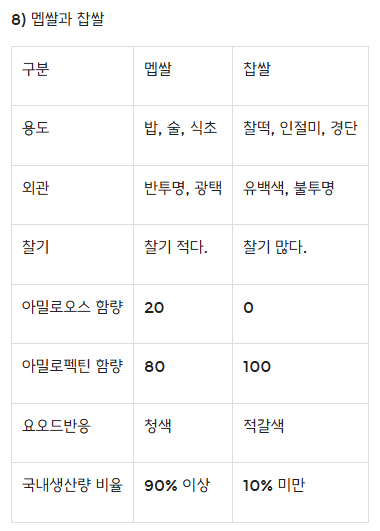 8) 멥쌀과 찹쌀
구분 멥쌀 찹쌀
용도 밥, 술, 식초 찰떡, 인절미, 경단
외관 반투명, 광택 유백색, 불투명
찰기 찰기 적다. 찰기 많다.
아밀로오스 함량 20 0
아밀로펙틴 함량 80 100
요오드반응 청색 적갈색
국내생산량 비율 90% 이상 10% 미만